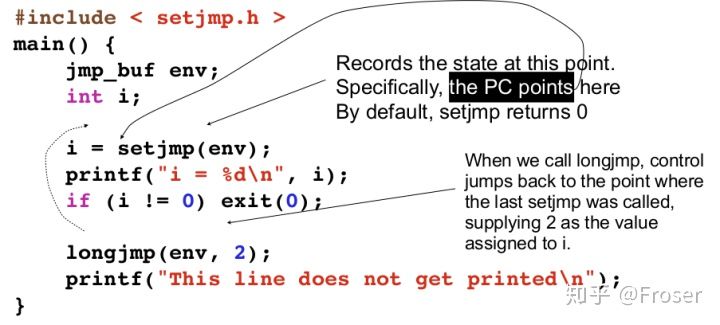 #include < setjmp.h >
main() {
jmp_buf env;
int i;
Records the state at this point.
Specifically, the PC points here
By default, setjmp returns 0
i = setjmp(env);
printf("i = %d\n", i);
if (i != 0) exit(0);
When we call longjmp, control
jumps back to the point where
the last setjmp was called,
supplying 2 as the value
assigned to i.
longjmp(env, 2);
printf("This line does not get printed\n");
}
知乎 @Froser